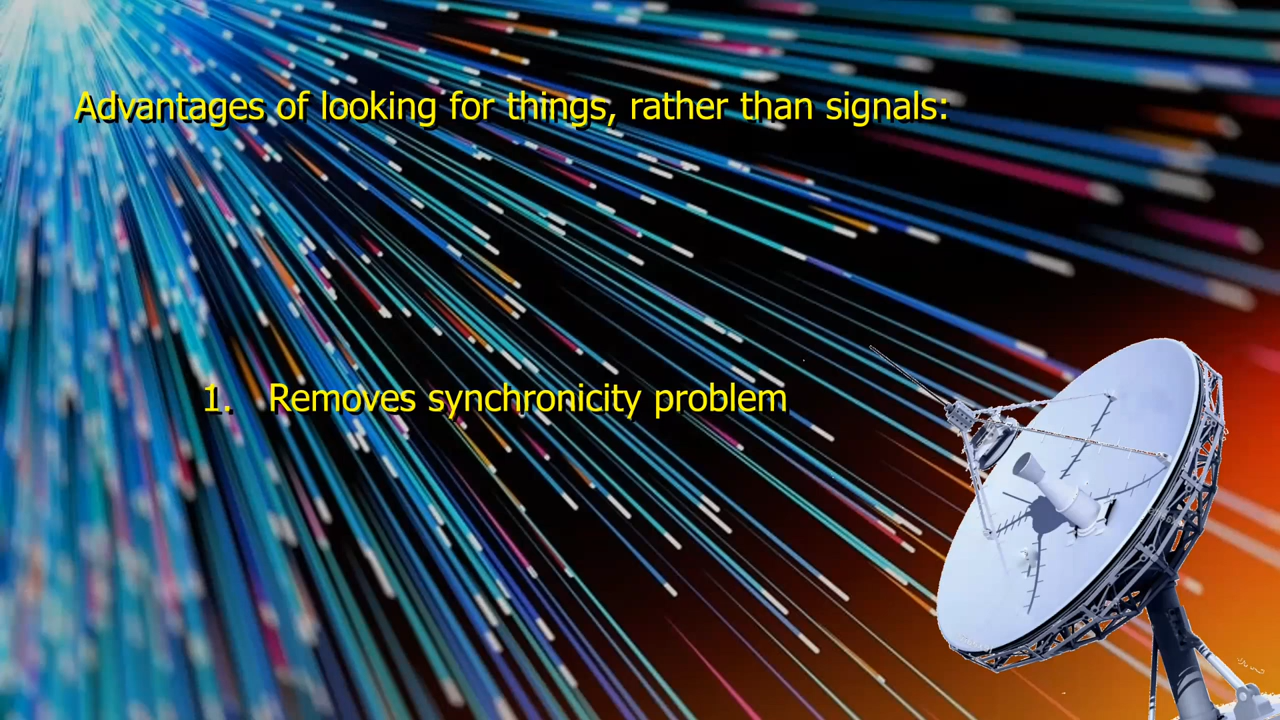 Advantages of looking for things, rather than signals:
1. Removes synchronicity problem